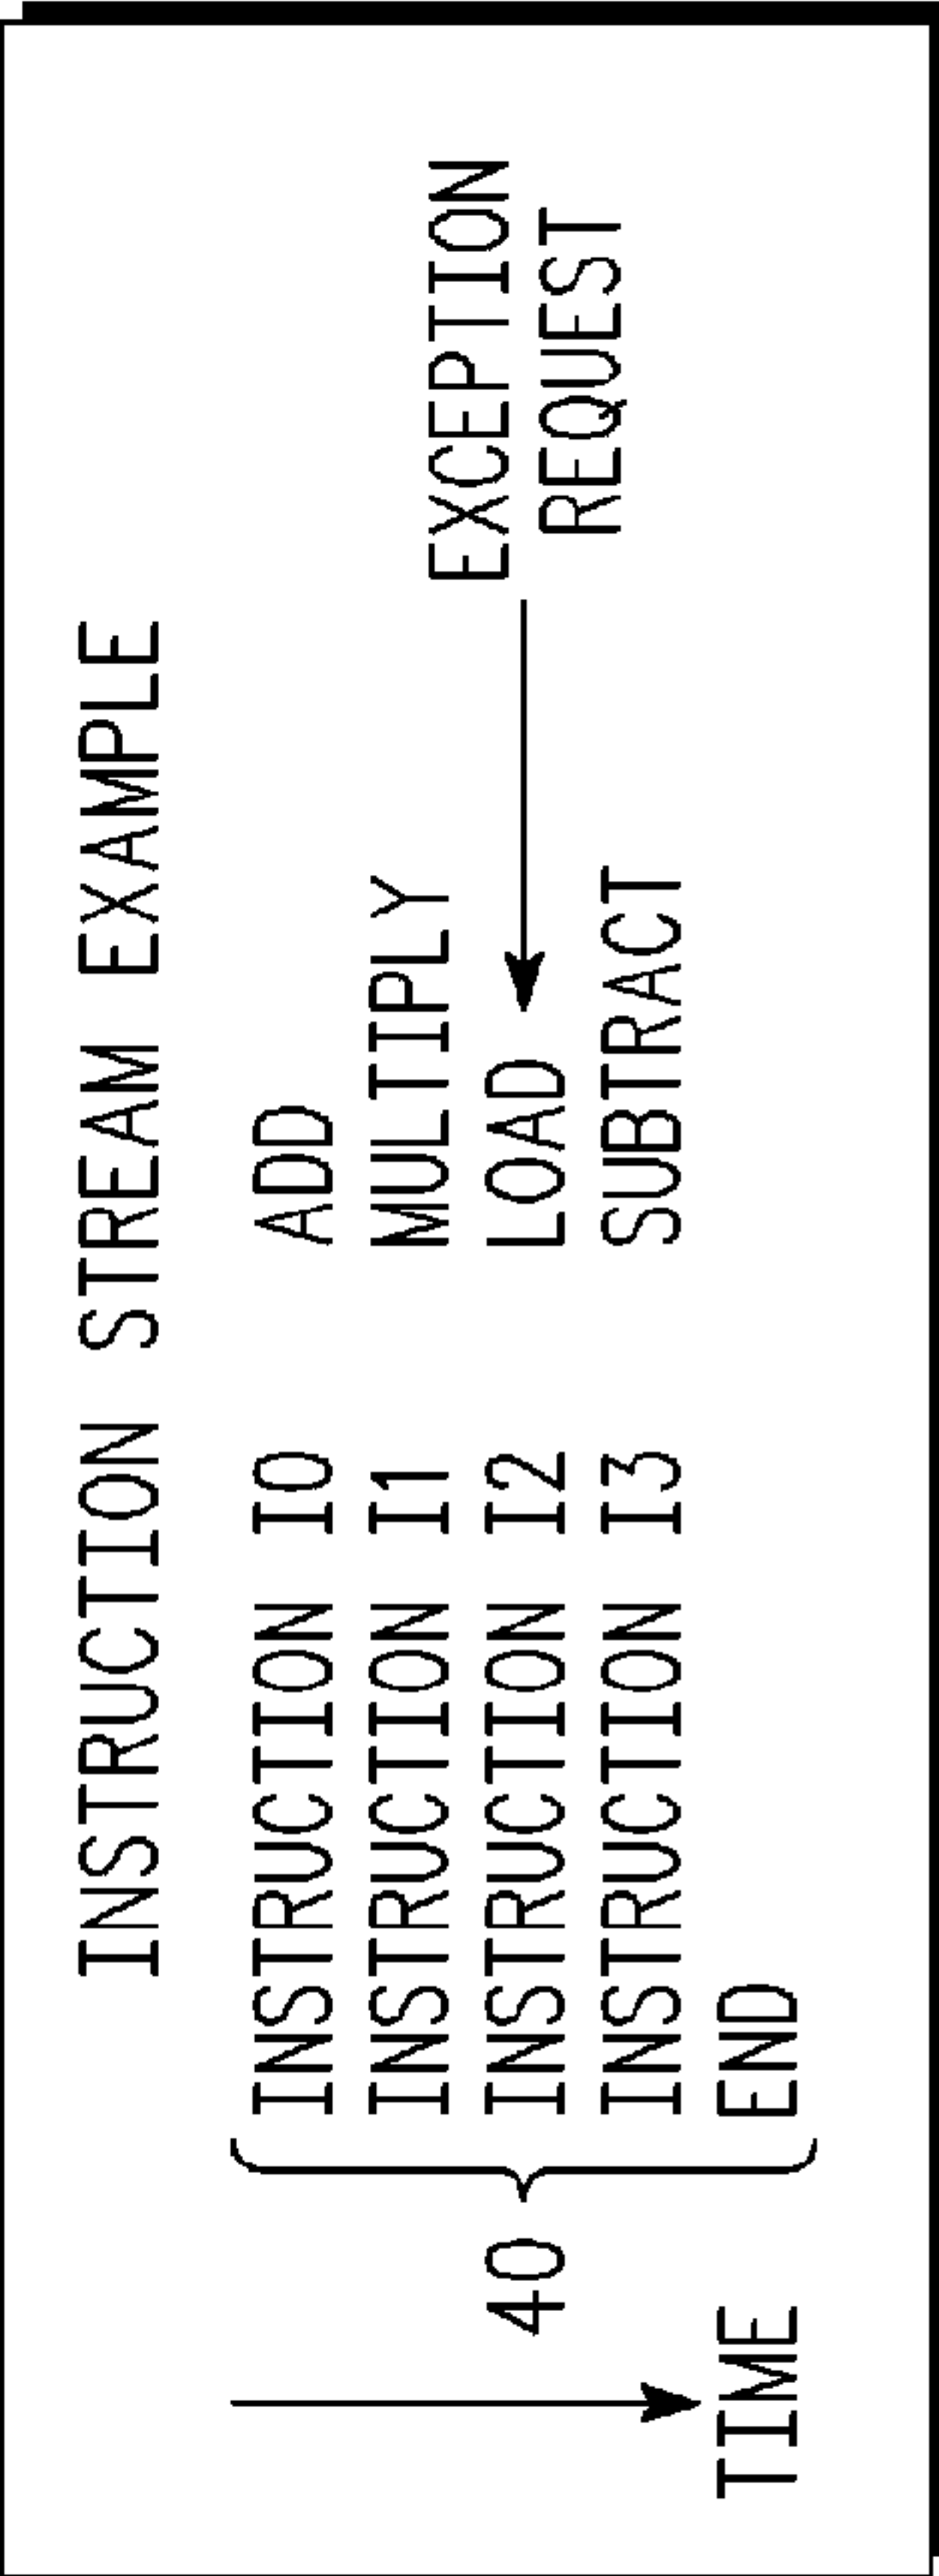 INSTRUCTION STREAM EXAMPLE
INSTRUCTION I0 ADD
INSTRUCTION I1 MULTIPLY
INSTRUCTION I2 LOAD
INSTRUCTION I3 SUBTRACT
END
EXCEPTION
REQUEST
40
TIME